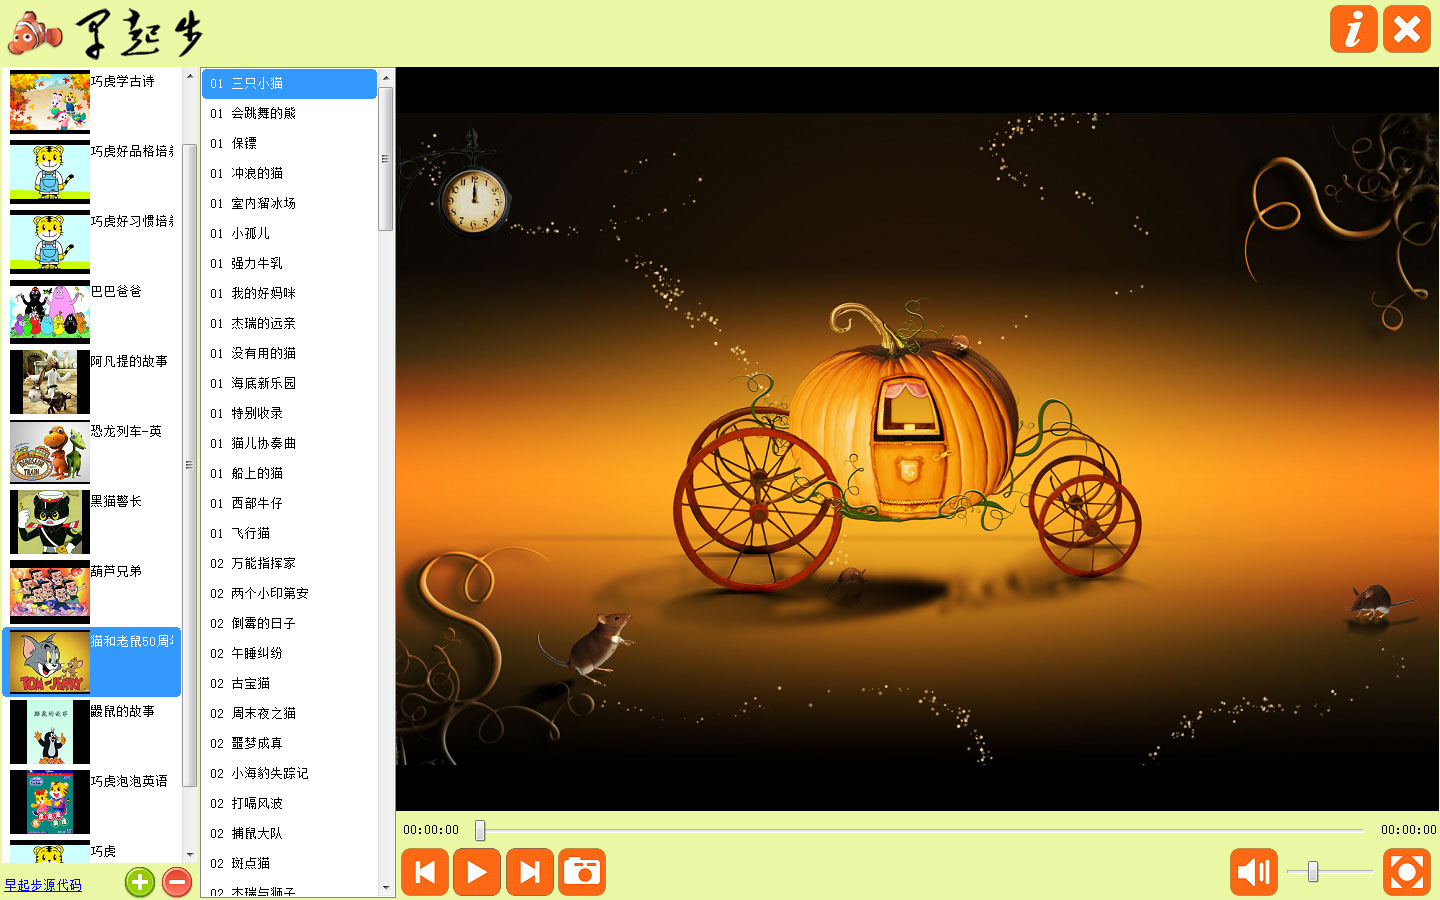 早起步
巧虎学古诗
巧虎好品格培养
巧虎好习惯培养
巴巴爸爸
阿凡提的故事
恐龙列车-英
黑猫警长
葫芦兄弟
猫和老鼠50周年
鼹鼠的故事
巧虎泡泡英语
巧虎
DINOSAUR TRAIN
TOM and JERRY
鼹鼠的故事
早起步源代码
01 三只小猫
01 会跳舞的熊
01 保镖
01 冲浪的猫
01 室内溜冰场
01 小孤儿
01 强力牛乳
01 我的好妈咪
01 杰瑞的远亲
01 没有用的猫
01 海底新乐园
01 特别收录
01 猫儿协奏曲
01 船上的猫
01 西部牛仔
01 飞行猫
02 万能指挥家
02 两个小印第安
02 倒霉的日子
02 午睡纠纷
02 古宝猫
02 周末夜之猫
02 噩梦成真
02 小海豹失踪记
02 打嗝风波
02 捕鼠大队
02 斑点猫
02 杰瑞与狮子
00:00:00
00:00:00